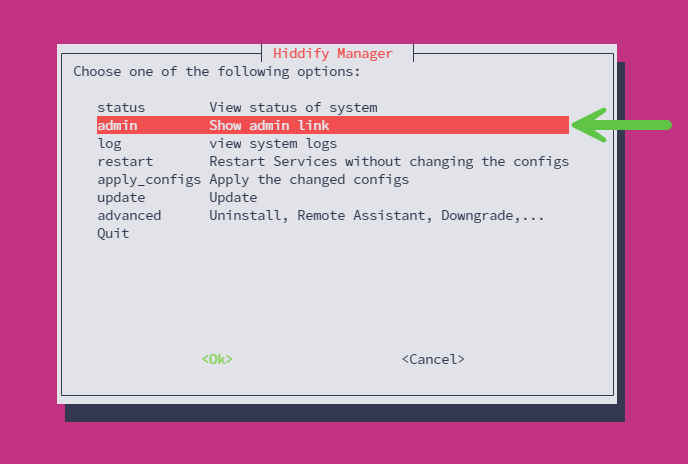 Hiddify Manager
Choose one of the following options:
status View status of system
admin Show admin link
log view system logs
restart Restart Services without changing the configs
apply_configs Apply the changed configs
update Update
advanced Uninstall, Remote Assistant, Downgrade,...
Quit
<Ok> <Cancel>